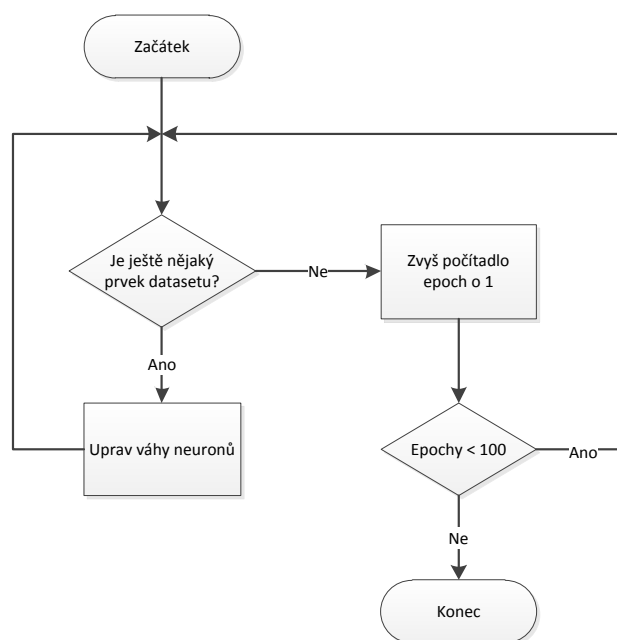 Začátek
Je ještě nějaký
prvek datasetu?
Ne
Zvyš počítadlo
epoch o 1
Ano
Uprav váhy neuronů
Epochy < 100
Ano
Ne
Konec